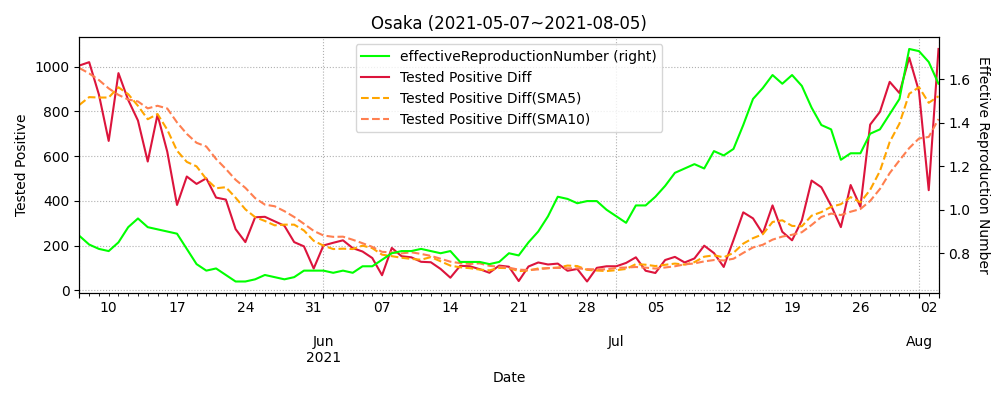 Osaka (2021-05-07~2021-08-05)
effectiveReproductionNumber (right)
Tested Positive Diff
Tested Positive Diff(SMA5)
Tested Positive Diff(SMA10)
Tested Positive
1000
800
600
400
200
0
1.6
1.4
1.2
1.0
0.8
Effective Reproduction Number
10 17 24 31 07 14 21 28 05 12 19 26 02
Jun Jul Aug
2021
Date